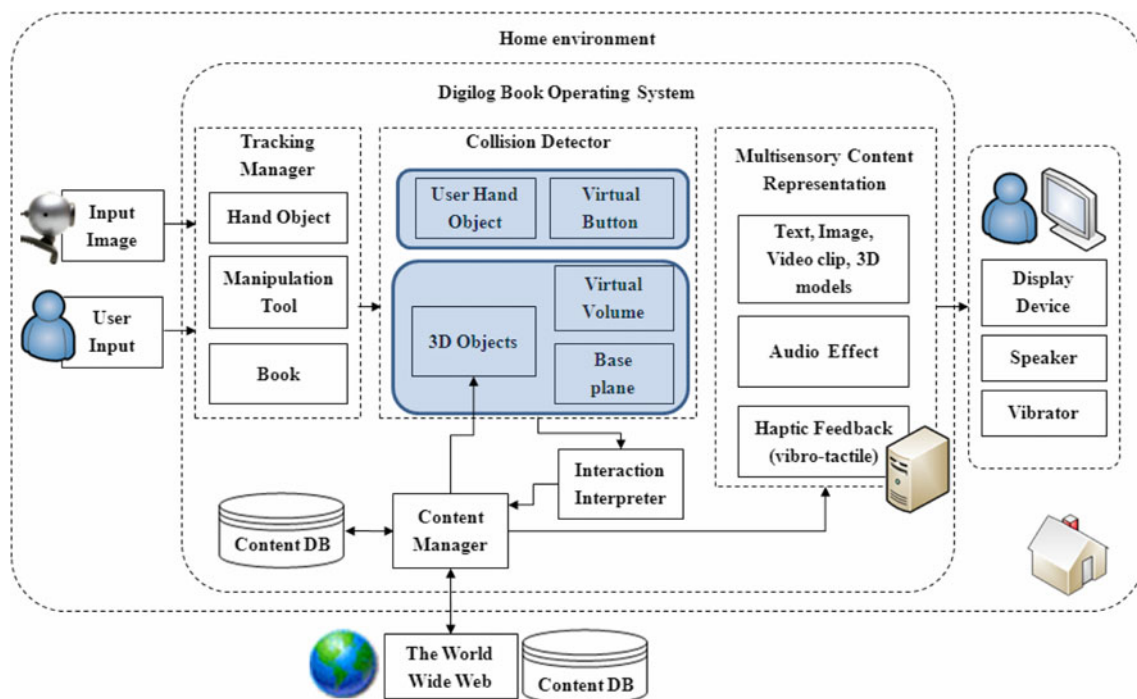 Home environment
Digilog Book Operating System
Tracking
Manager
Hand Object
Manipulation
Tool
Book
Collision Detector
User Hand
Object
Virtual
Button
3D Objects
Virtual
Volume
Base
plane
Multisensory Content
Representation
Text, Image,
Video clip, 3D
models
Audio Effect
Haptic Feedback
(vibro-tactile)
Input
Image
User
Input
Display
Device
Speaker
Vibrator
Interaction
Interpreter
Content DB
Content
Manager
The World
Wide Web
Content DB